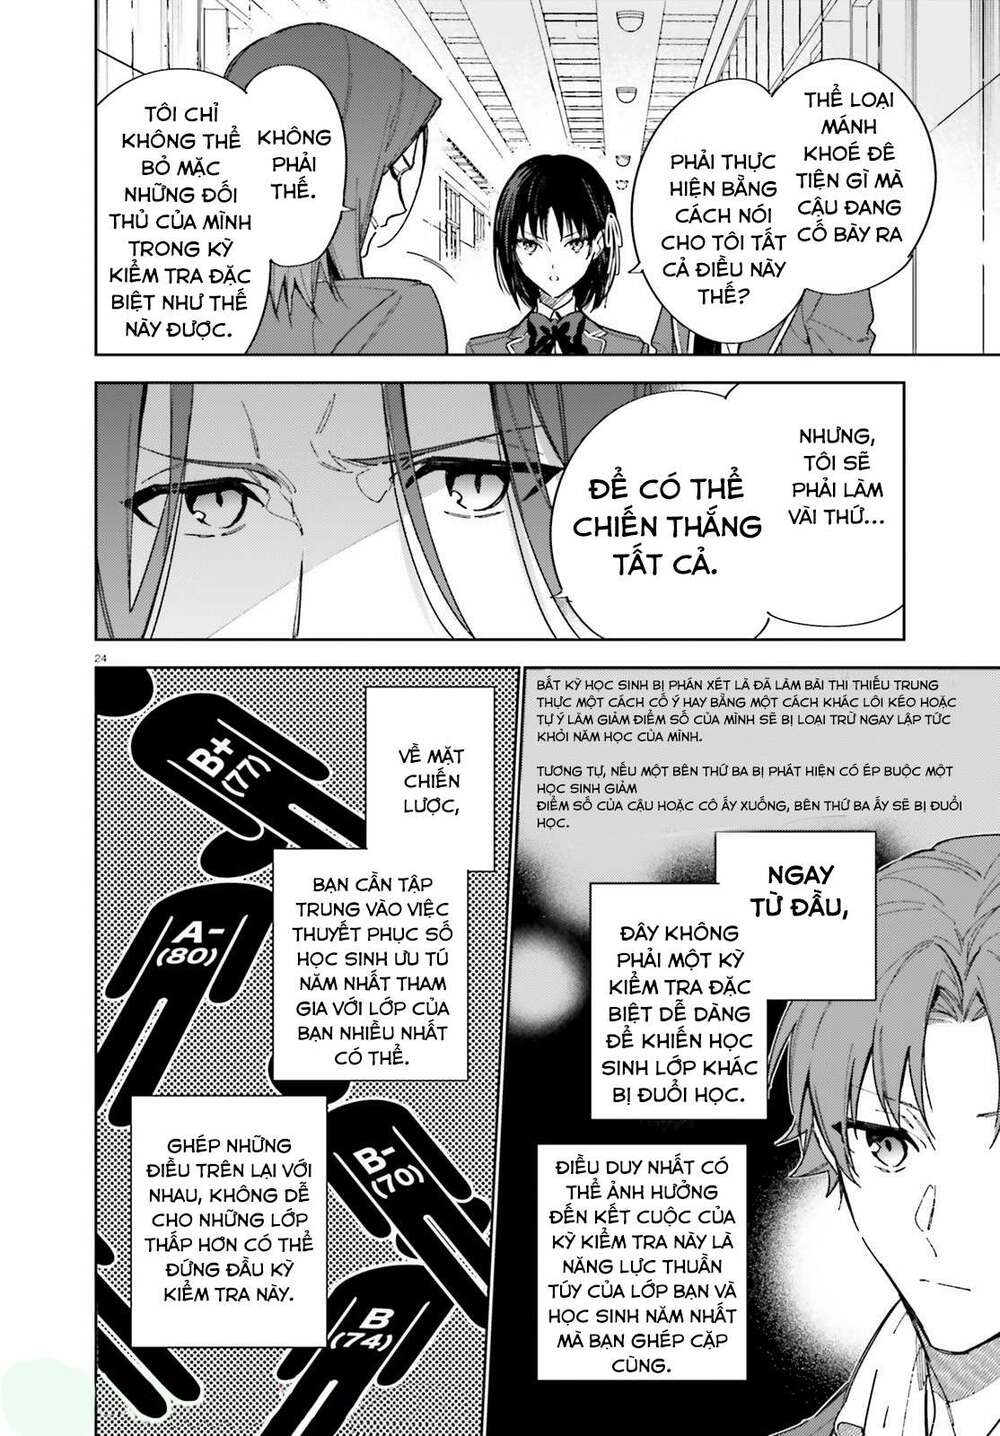 THỂ LOẠI
MÁNH
KHOÉ ĐÊ
TIỆN GÌ MÀ
CẬU ĐANG
CỐ BÀY RA
PHẢI THỰC
HIỆN BẰNG
CÁCH NÓI
CHO TÔI TẤT
CẢ ĐIỀU NÀY
THẾ?
KHÔNG
PHẢI
THẾ.
TÔI CHỈ
KHÔNG THỂ
BỎ MẶC
NHỮNG ĐỐI
THỦ CỦA MÌNH
TRONG KỲ
KIỂM TRA ĐẶC
BIỆT NHƯ THẾ
NÀY ĐƯỢC.
NHƯNG,
TÔI SẼ
PHẢI LÀM
VÀI THỨ...
ĐỂ CÓ THỂ
CHIẾN THẮNG
TẤT CẢ.
24
BẤT KỲ HỌC SINH BỊ PHÁN XÉT LÀ ĐÃ LÀM BÀI THI THIẾU TRUNG
THỰC MỘT CÁCH CỐ Ý HAY BẰNG MỘT CÁCH KHÁC LÔI KÉO HOẶC
TỰ Ý LÀM GIẢM ĐIỂM SỐ CỦA MÌNH SẼ BỊ LOẠI TRỪ NGAY LẬP TỨC
KHỎI NĂM HỌC CỦA MÌNH.
TƯƠNG TỰ, NẾU MỘT BÊN THỨ BA BỊ PHÁT HIỆN CÓ ÉP BUỘC MỘT
HỌC SINH GIẢM
ĐIỂM SỐ CỦA CẬU HOẶC CÔ ẤY XUỐNG, BÊN THỨ BA ẤY SẼ BỊ ĐUỔI
HỌC.
NGAY
TỪ ĐẦU,
ĐÂY KHÔNG
PHẢI MỘT KỲ
KIỂM TRA ĐẶC
BIỆT DỄ DÀNG
ĐỂ KHIẾN HỌC
SINH LỚP KHÁC
BỊ ĐUỔI HỌC.
ĐIỀU DUY NHẤT CÓ
THỂ ẢNH HƯỞNG
ĐẾN KẾT CUỘC CỦA
KỲ KIỂM TRA NÀY LÀ
NĂNG LỰC THUẦN
TÚY CỦA LỚP BẠN VÀ
HỌC SINH NĂM NHẤT
MÀ BẠN GHÉP CẶP
CÙNG.
VỀ MẶT
CHIẾN
LƯỢC,
BẠN CẦN TẬP
TRUNG VÀO VIỆC
THUYẾT PHỤC SỐ
HỌC SINH ƯU TÚ
NĂM NHẤT THAM
GIA VỚI LỚP CỦA
BẠN NHIỀU NHẤT
CÓ THỂ.
GHÉP NHỮNG
ĐIỀU TRÊN LẠI VỚI
NHAU, KHÔNG DỄ
CHO NHỮNG LỚP
THẤP HƠN CÓ THỂ
ĐỨNG ĐẦU KỲ
KIỂM TRA NÀY.
B+
(77)
A-
(80)
B-
(70)
B
(74)